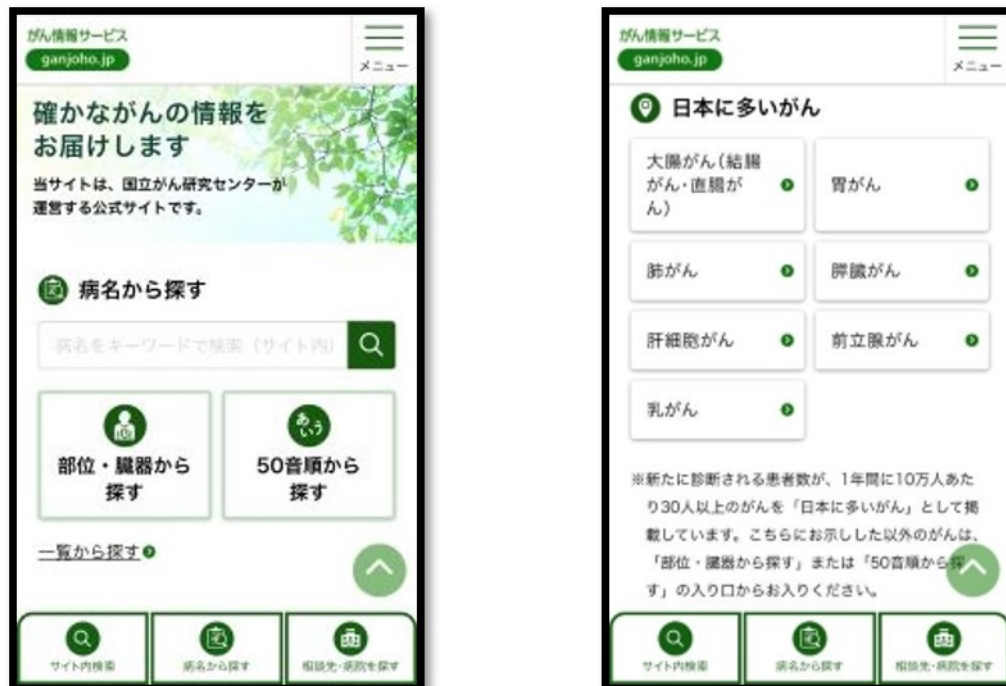 がん情報サービス
ganjoho.jp
メニュー
確かながんの情報を
お届けします
当サイトは、国立がん研究センターが
運営する公式サイトです。
病名から探す
病名をキーワードで検索（サイト内）
部位・臓器から
探す
あ
いう
50音順から
探す
一覧から探す
サイト内検索
病名から探す
相談先・病院を探す
がん情報サービス
ganjoho.jp
メニュー
日本に多いがん
大腸がん（結腸
がん・直腸が
ん）
胃がん
肺がん
膵臓がん
肝細胞がん
前立腺がん
乳がん
※新たに診断される患者数が、1年間に10万人あた
り30人以上のがんを「日本に多いがん」として掲
載しています。こちらにお示しした以外のがんは、
「部位・臓器から探す」または「50音順から探
す」の入り口からお入りください。
サイト内検索
病名から探す
相談先・病院を探す